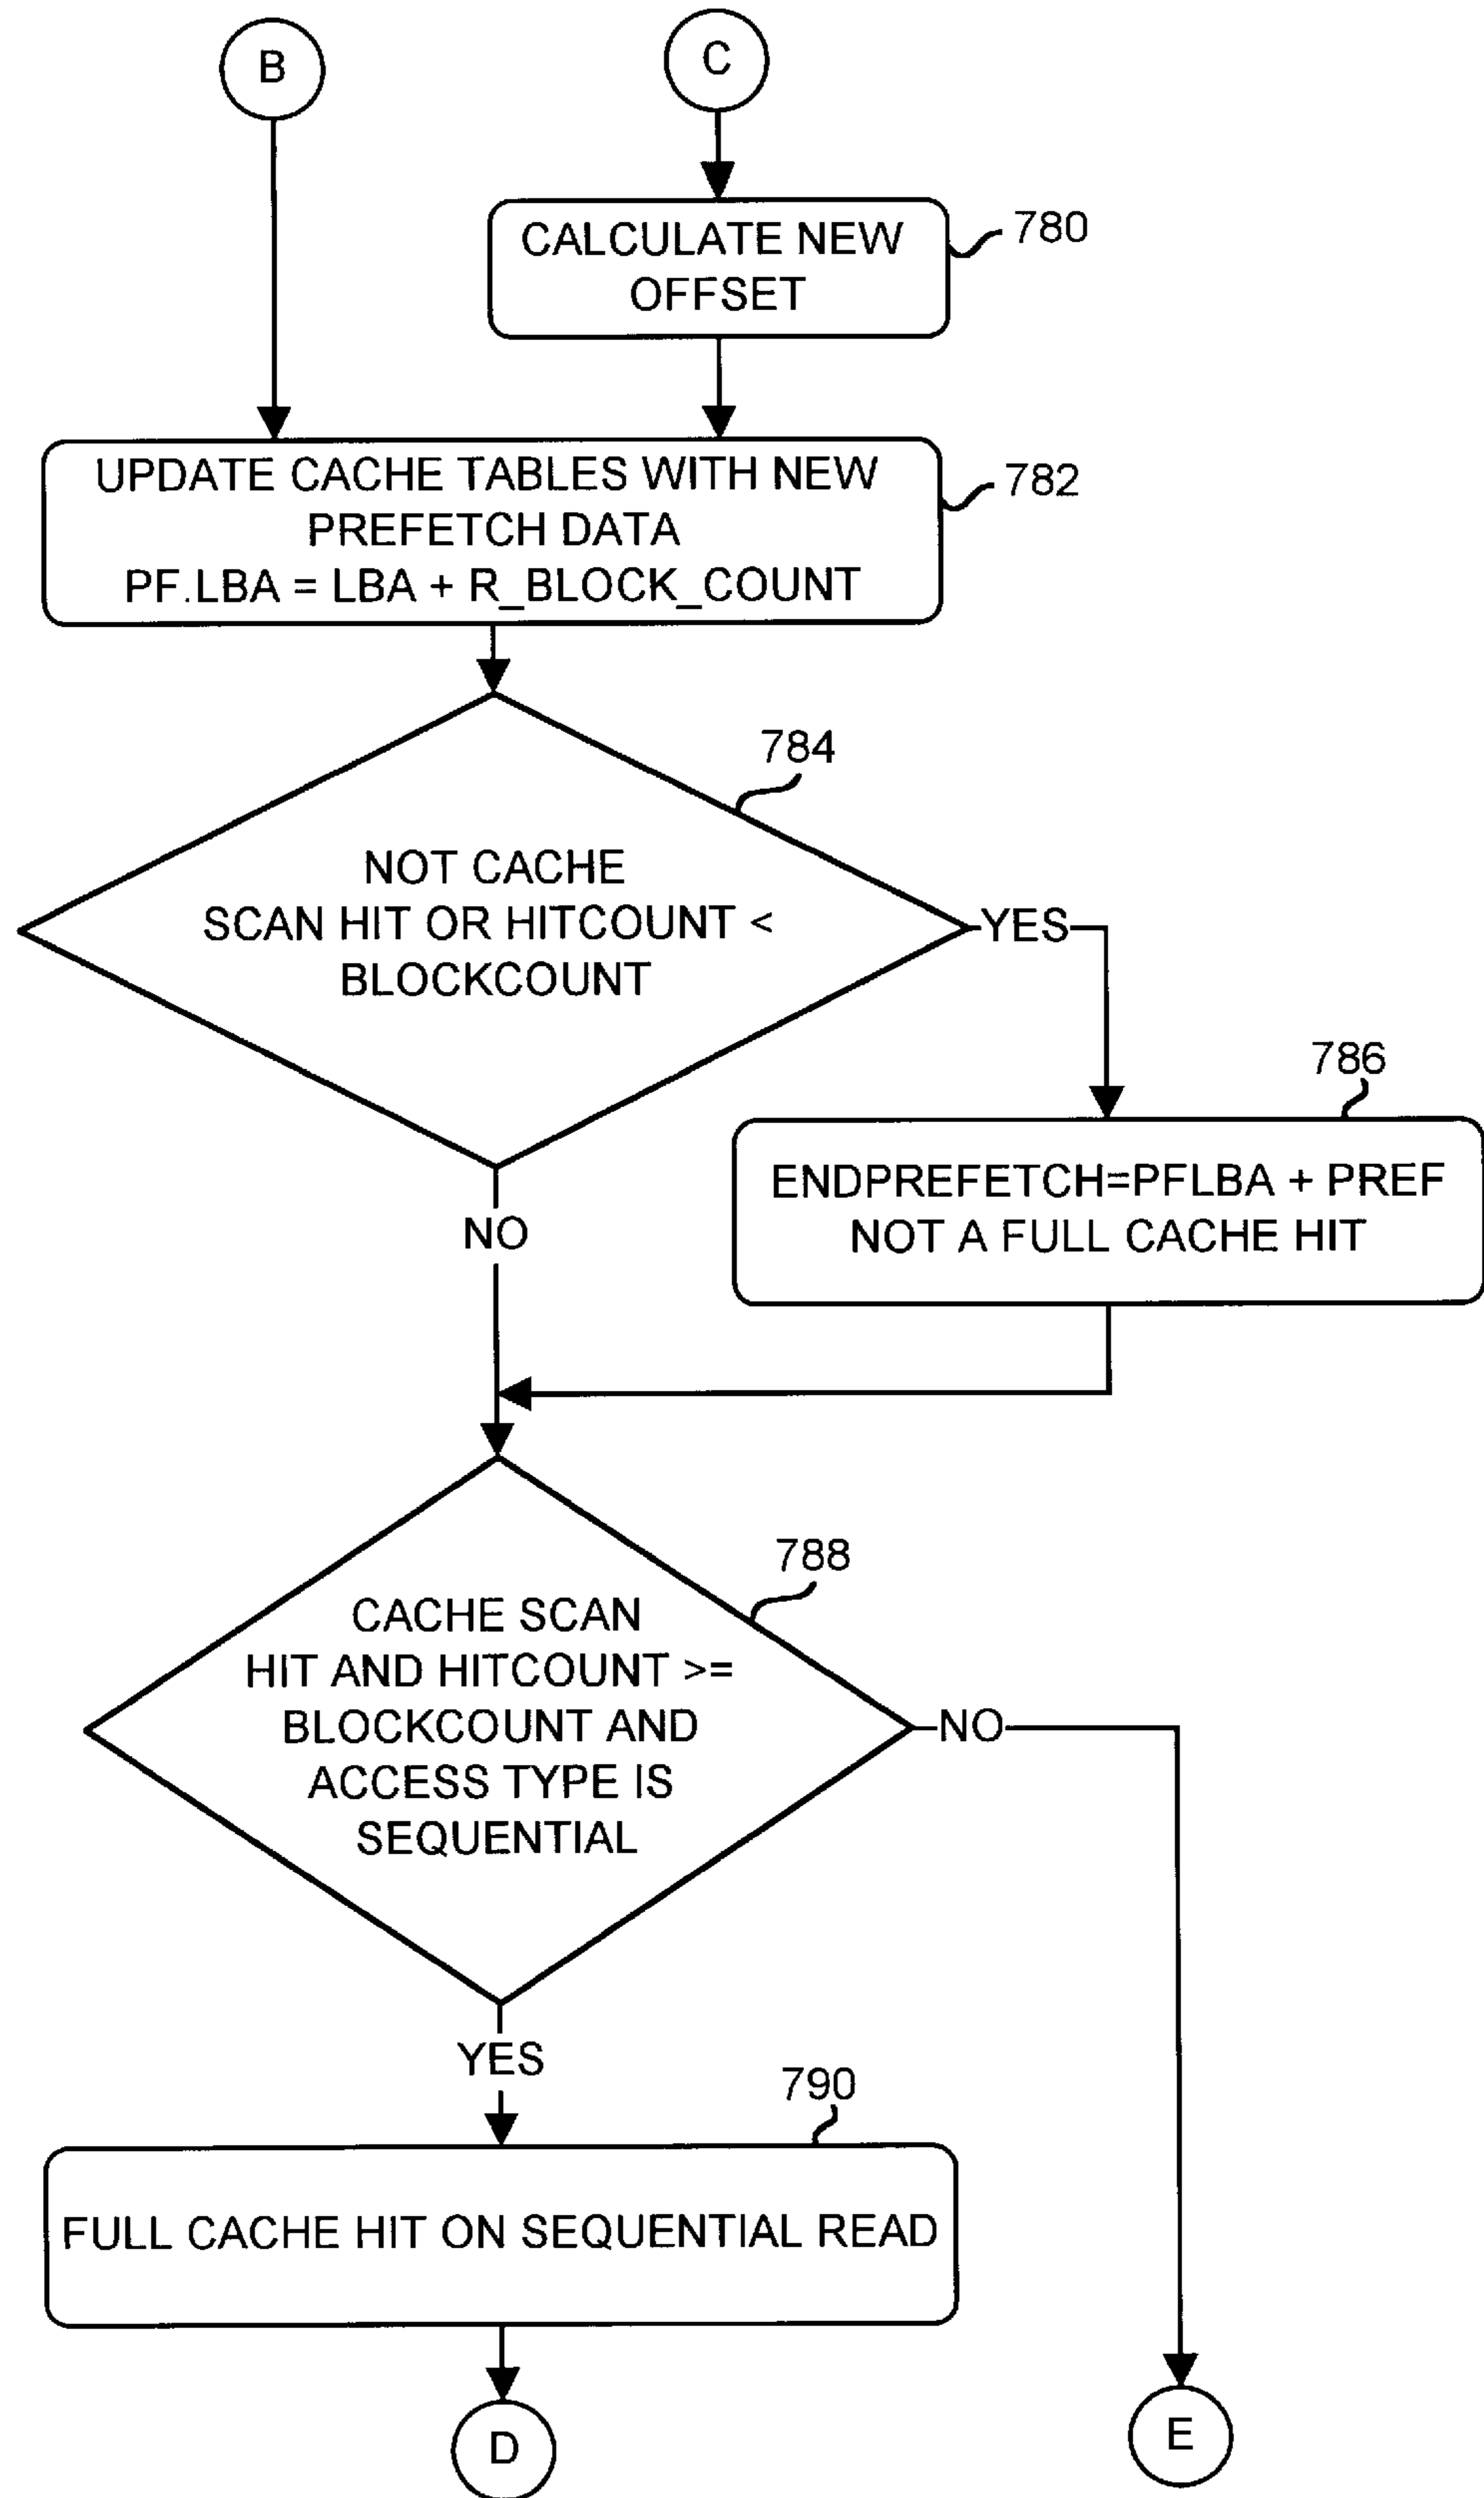 B
C
CALCULATE NEW
OFFSET
780
UPDATE CACHE TABLES WITH NEW
PREFETCH DATA
PF.LBA = LBA + R_BLOCK_COUNT
782
784
NOT CACHE
SCAN HIT OR HITCOUNT <
BLOCKCOUNT
YES
786
ENDPREFETCH=PFLBA + PREF
NOT A FULL CACHE HIT
NO
788
CACHE SCAN
HIT AND HITCOUNT >=
BLOCKCOUNT AND
ACCESS TYPE IS
SEQUENTIAL
NO
YES
790
FULL CACHE HIT ON SEQUENTIAL READ
D
E